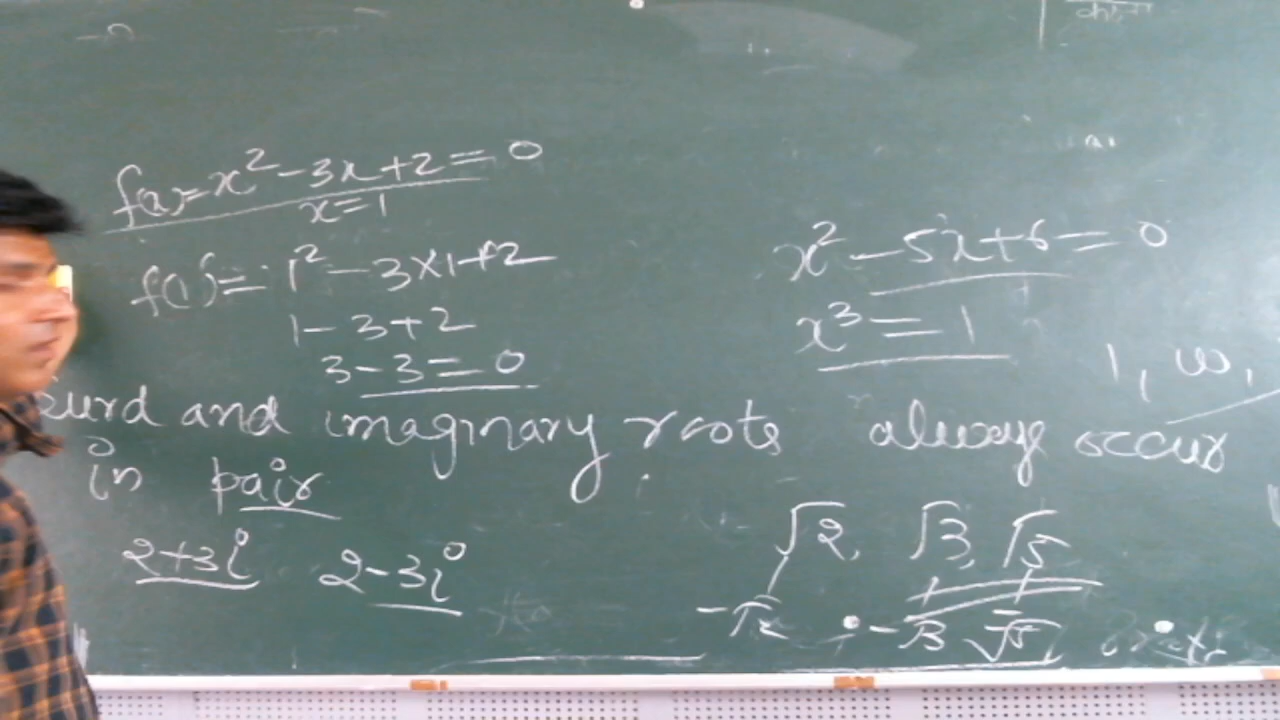 f(x) = x² - 3x + 2 = 0
x = 1
f(1) = 1² - 3×1 + 2
1 - 3 + 2
3 - 3 = 0
x² - 5x + 6 = 0
x³ = 1
1, ω,
surd and imaginary roots always occur
in pair
2+3i 2-3i
√2, √3, √5
-√2 -√3 -√5